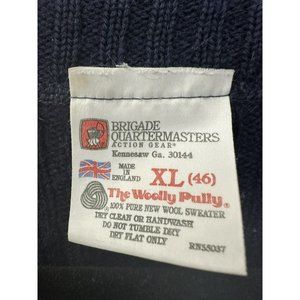 BRIGADE
QUARTERMASTERS
ACTION GEAR®
Kennesaw Ga. 30144
MADE
IN
ENGLAND
XL (46)
The Woolly Pully®
100% PURE NEW WOOL SWEATER
DRY CLEAN OR HANDWASH
DO NOT TUMBLE DRY
DRY FLAT ONLY
RN58037